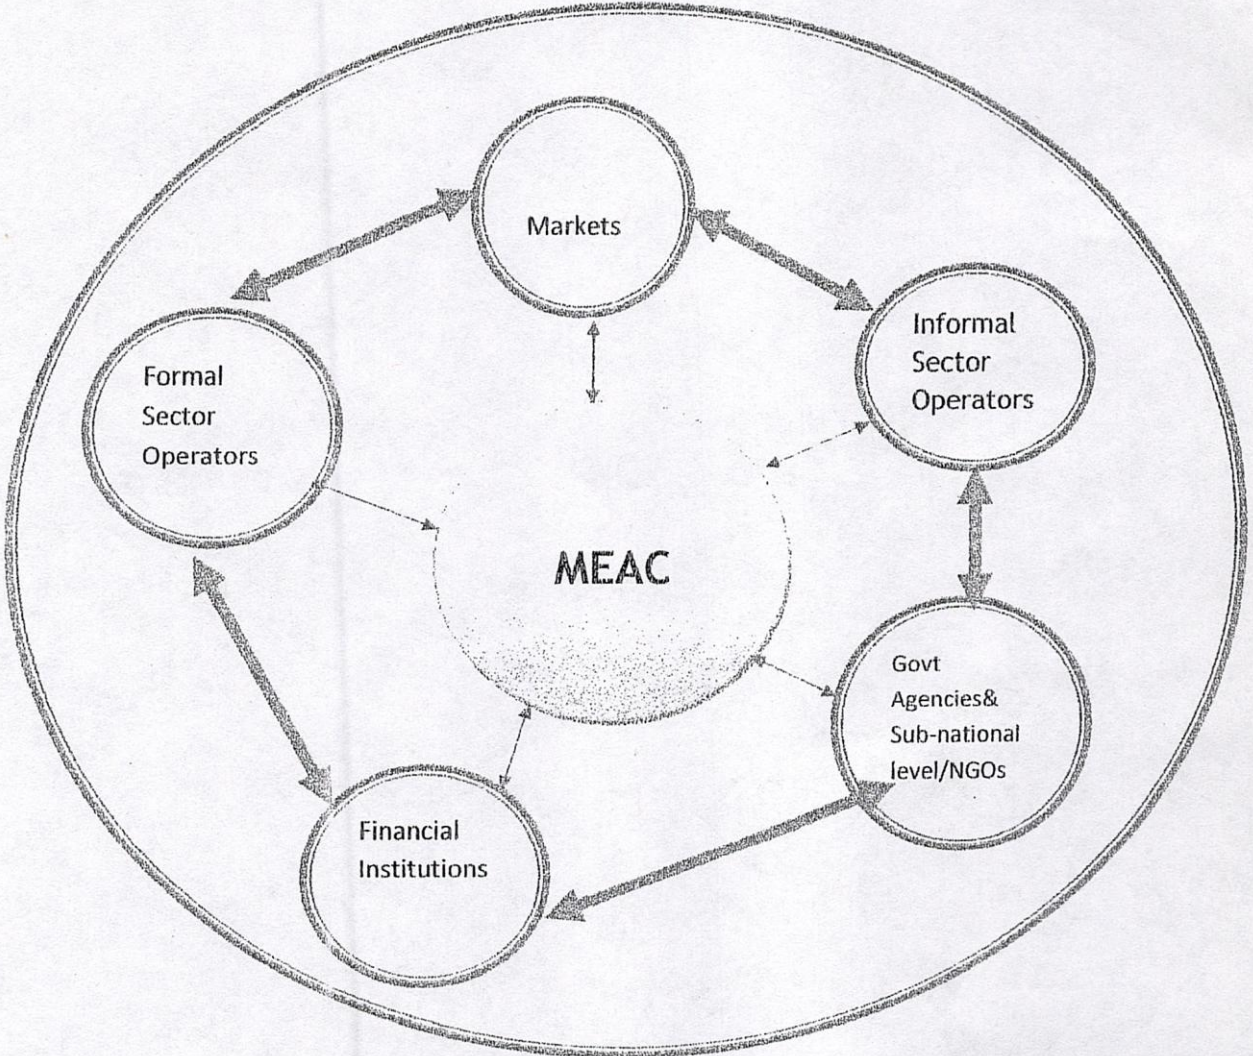 Markets
Informal
Sector
Operators
Formal
Sector
Operators
MEAC
Govt
Agencies&
Sub-national
level/NGOs
Financial
Institutions